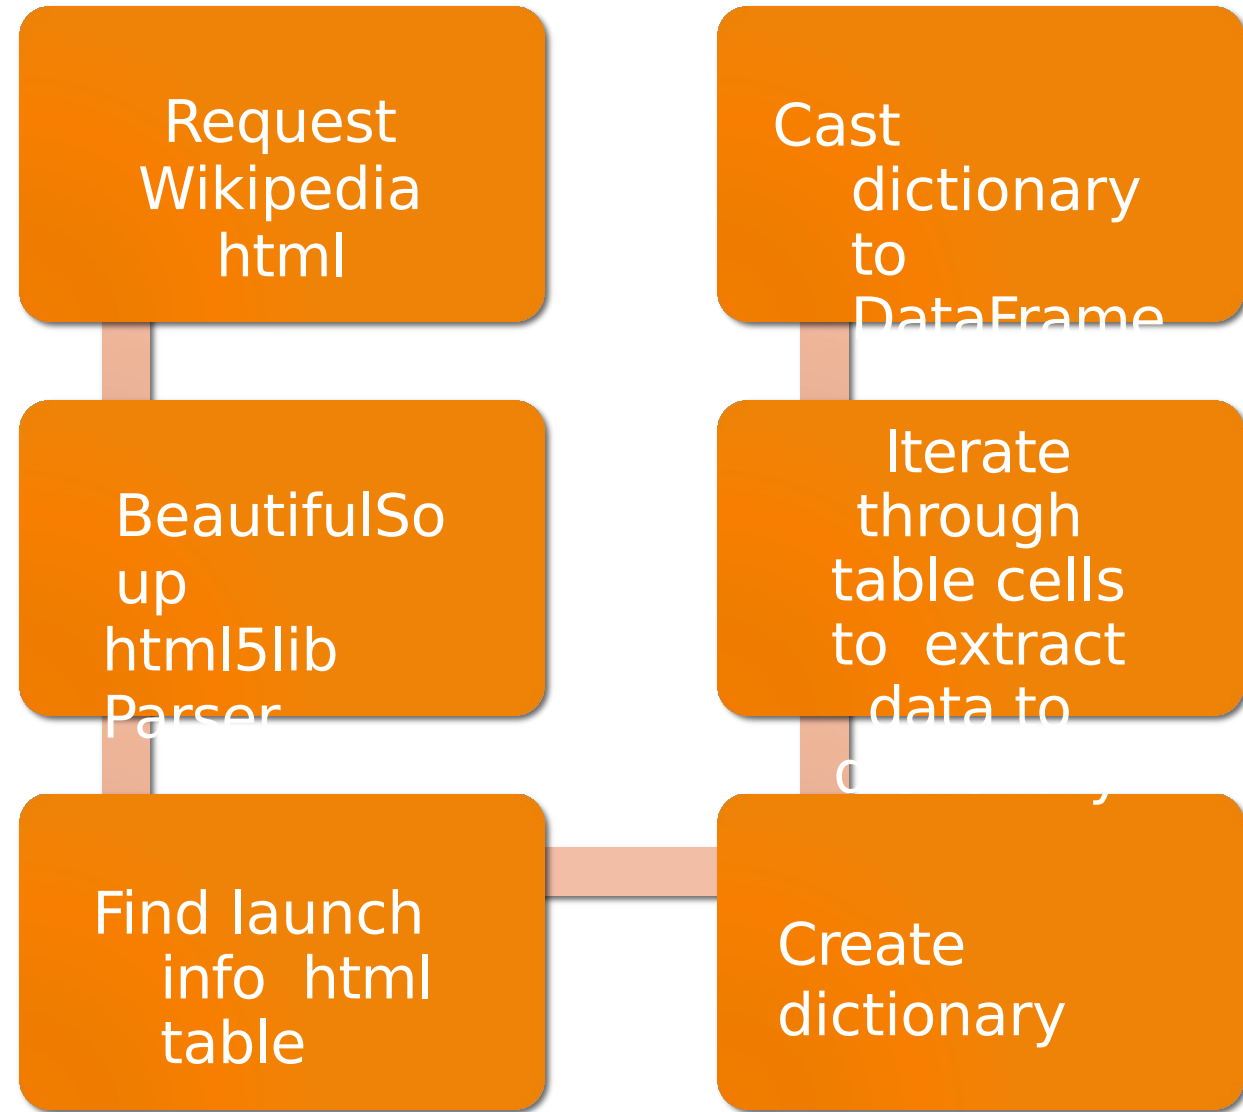 Request
Wikipedia
html
BeautifulSo
up
html5lib
Parser
Find launch
info html
table
Create
dictionary
Iterate
through
table cells
to extract
data to
Cast
dictionary
to
DataFrame